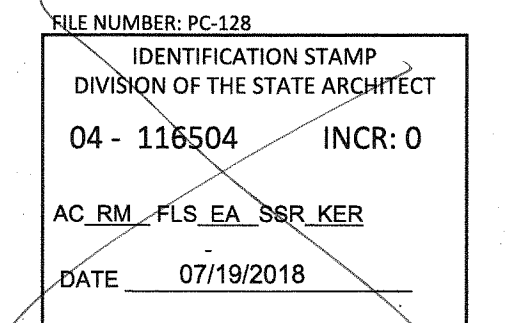 FILE NUMBER: PC-128
IDENTIFICATION STAMP
DIVISION OF THE STATE ARCHITECT
04 - 116504 INCR: 0
AC RM FLS EA SSR KER
-
DATE 07/19/2018